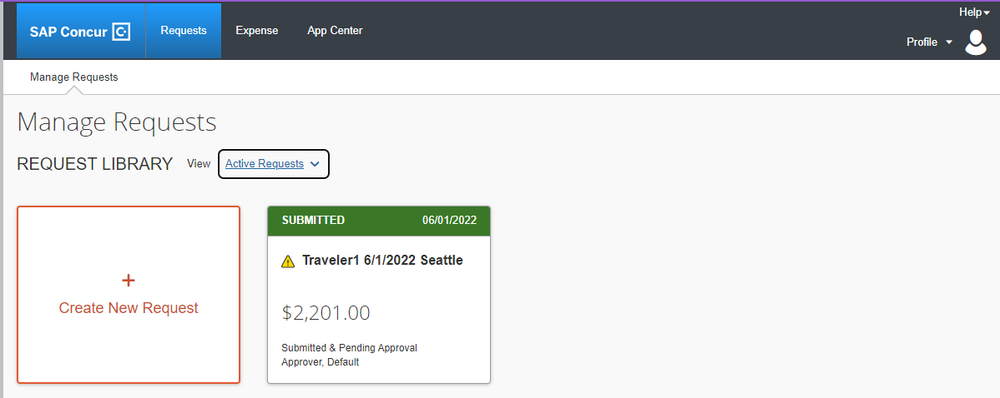 Help
SAP Concur C.
Requests
Expense
App Center
Profile
Manage Requests
Manage Requests
REQUEST LIBRARY View Active Requests
SUBMITTED 06/01/2022
Traveler1 6/1/2022 Seattle
$2,201.00
Submitted & Pending Approval
Approver, Default
+
Create New Request